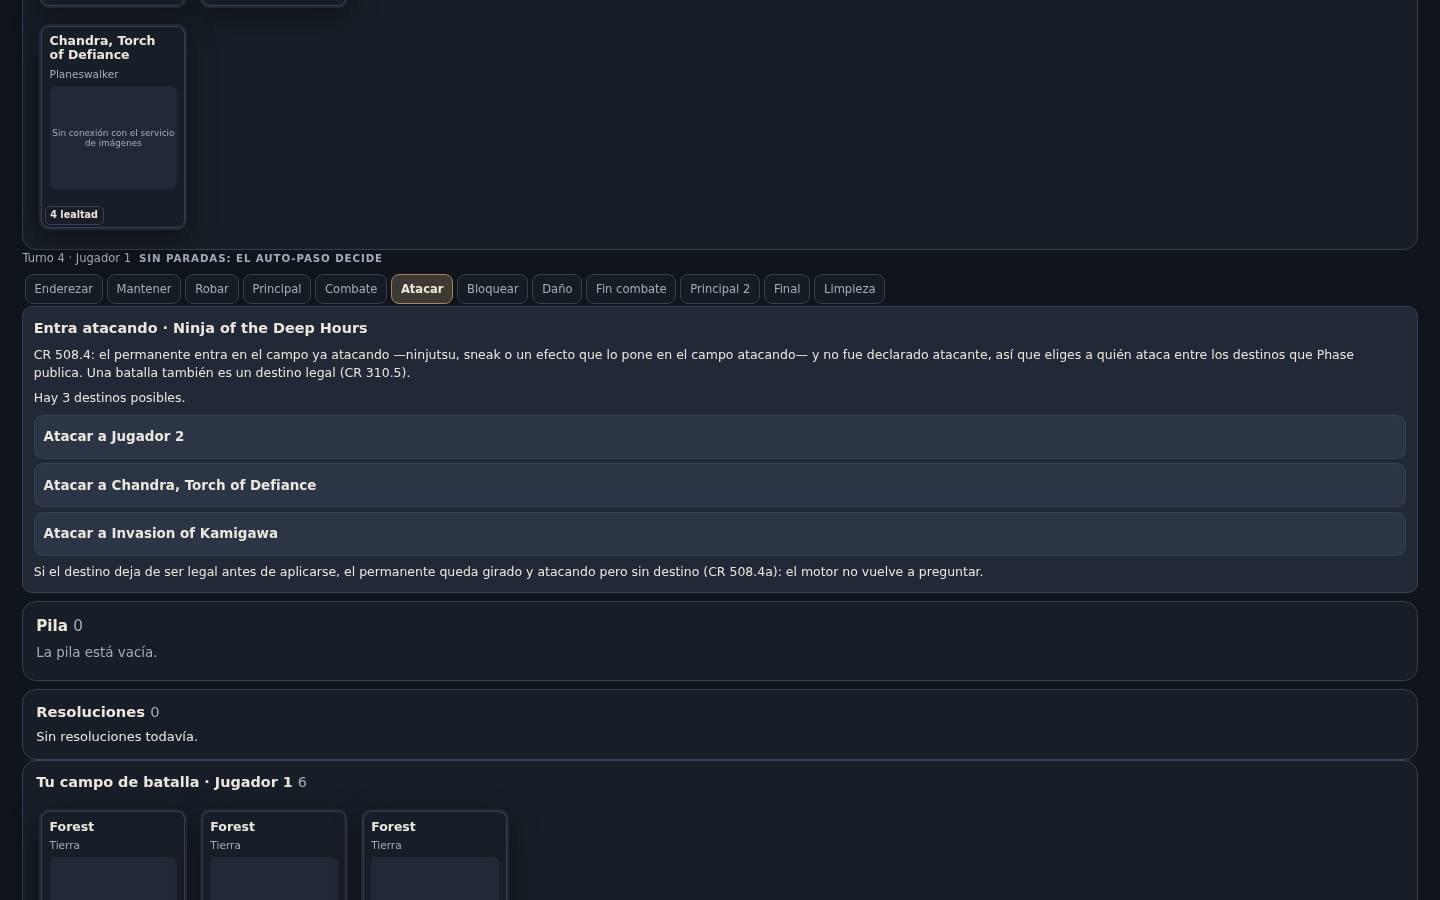 Chandra, Torch
of Defiance
Planeswalker
Sin conexión con el servicio
de imágenes
4 lealtad
Turno 4 · Jugador 1 SIN PARADAS: EL AUTO-PASO DECIDE
Enderezar Mantener Robar Principal Combate Atacar Bloquear Daño Fin combate Principal 2 Final Limpieza
Entra atacando · Ninja of the Deep Hours
CR 508.4: el permanente entra en el campo ya atacando —ninjutsu, sneak o un efecto que lo pone en el campo atacando— y no fue declarado atacante, así que eliges a quién ataca entre los destinos que Phase
publica. Una batalla también es un destino legal (CR 310.5).
Hay 3 destinos posibles.
Atacar a Jugador 2
Atacar a Chandra, Torch of Defiance
Atacar a Invasion of Kamigawa
Si el destino deja de ser legal antes de aplicarse, el permanente queda girado y atacando pero sin destino (CR 508.4a): el motor no vuelve a preguntar.
Pila 0
La pila está vacía.
Resoluciones 0
Sin resoluciones todavía.
Tu campo de batalla · Jugador 1 6
Forest Forest Forest
Tierra Tierra Tierra